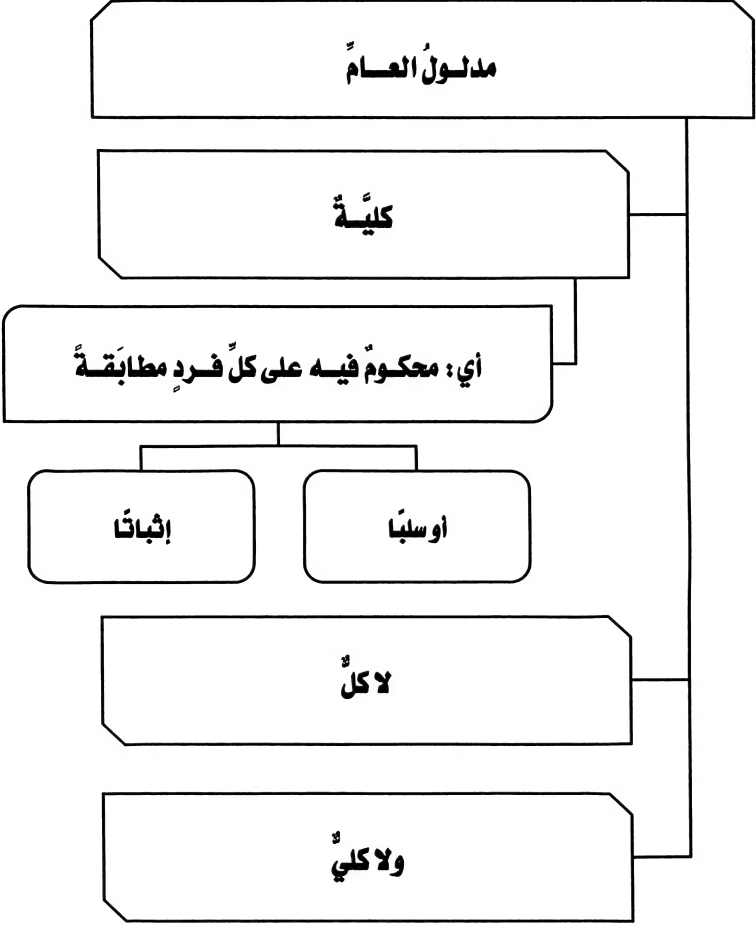 مدلولُ العامِّ
كليَّةٌ
أي: محكومٌ فيه على كلِّ فردٍ مطابَقةً
إثباتًا
أو سلبًا
لا كلٌّ
ولا كليٌّ